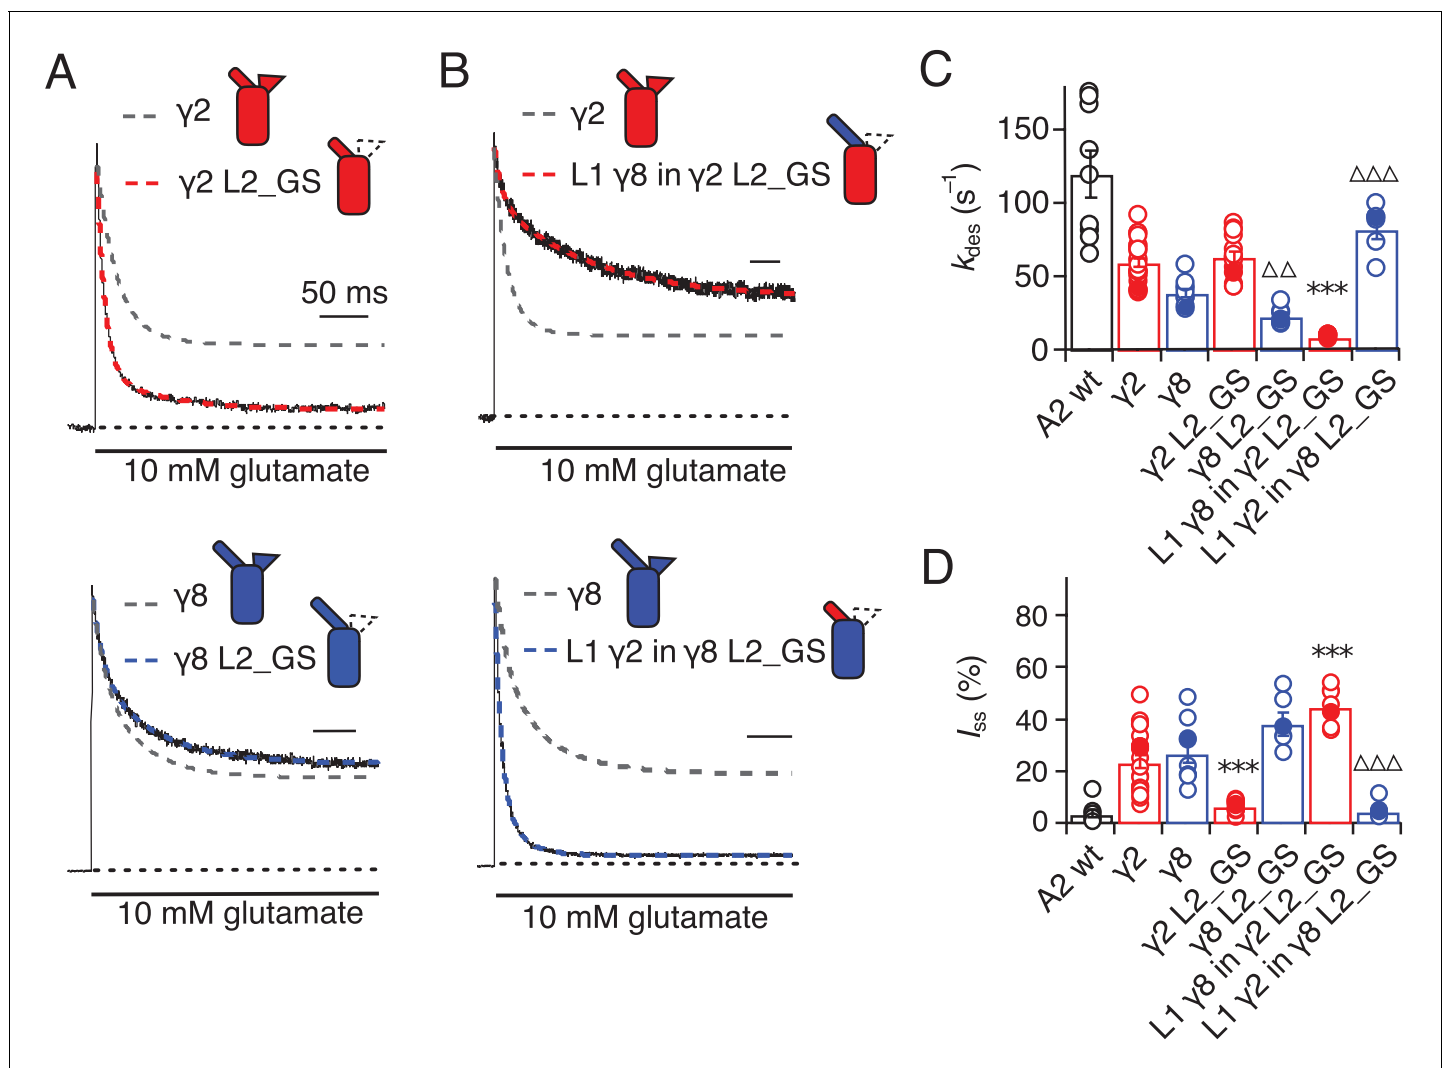 A
γ2
γ2 L2_GS
50 ms
10 mM glutamate
γ8
γ8 L2_GS
10 mM glutamate
B
γ2
L1 γ8 in γ2 L2_GS
10 mM glutamate
γ8
L1 γ2 in γ8 L2_GS
10 mM glutamate
C
kdes (s⁻¹)
150
100
50
0
△△
***
△△△
A2 wt
γ2
γ8
γ2 L2_GS
γ8 L2_GS
L1 γ8 in γ2 L2_GS
L1 γ2 in γ8 L2_GS
D
Iss (%)
80
60
40
20
0
***
***
△△△
A2 wt
γ2
γ8
γ2 L2_GS
γ8 L2_GS
L1 γ8 in γ2 L2_GS
L1 γ2 in γ8 L2_GS